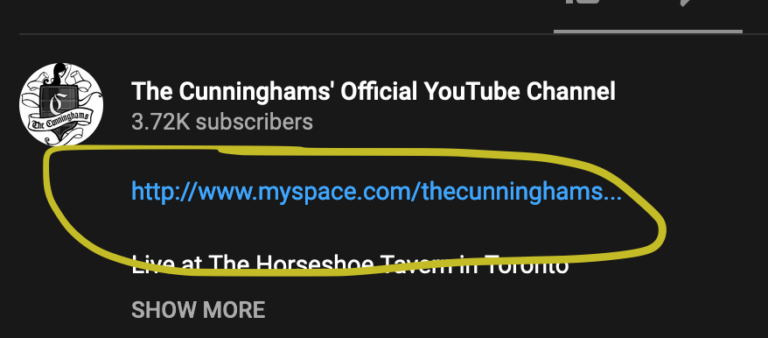 The Cunninghams' Official YouTube Channel
3.72K subscribers
http://www.myspace.com/thecunninghams...
Live at The Horseshoe Tavern in Toronto
SHOW MORE
C
The Cunninghams